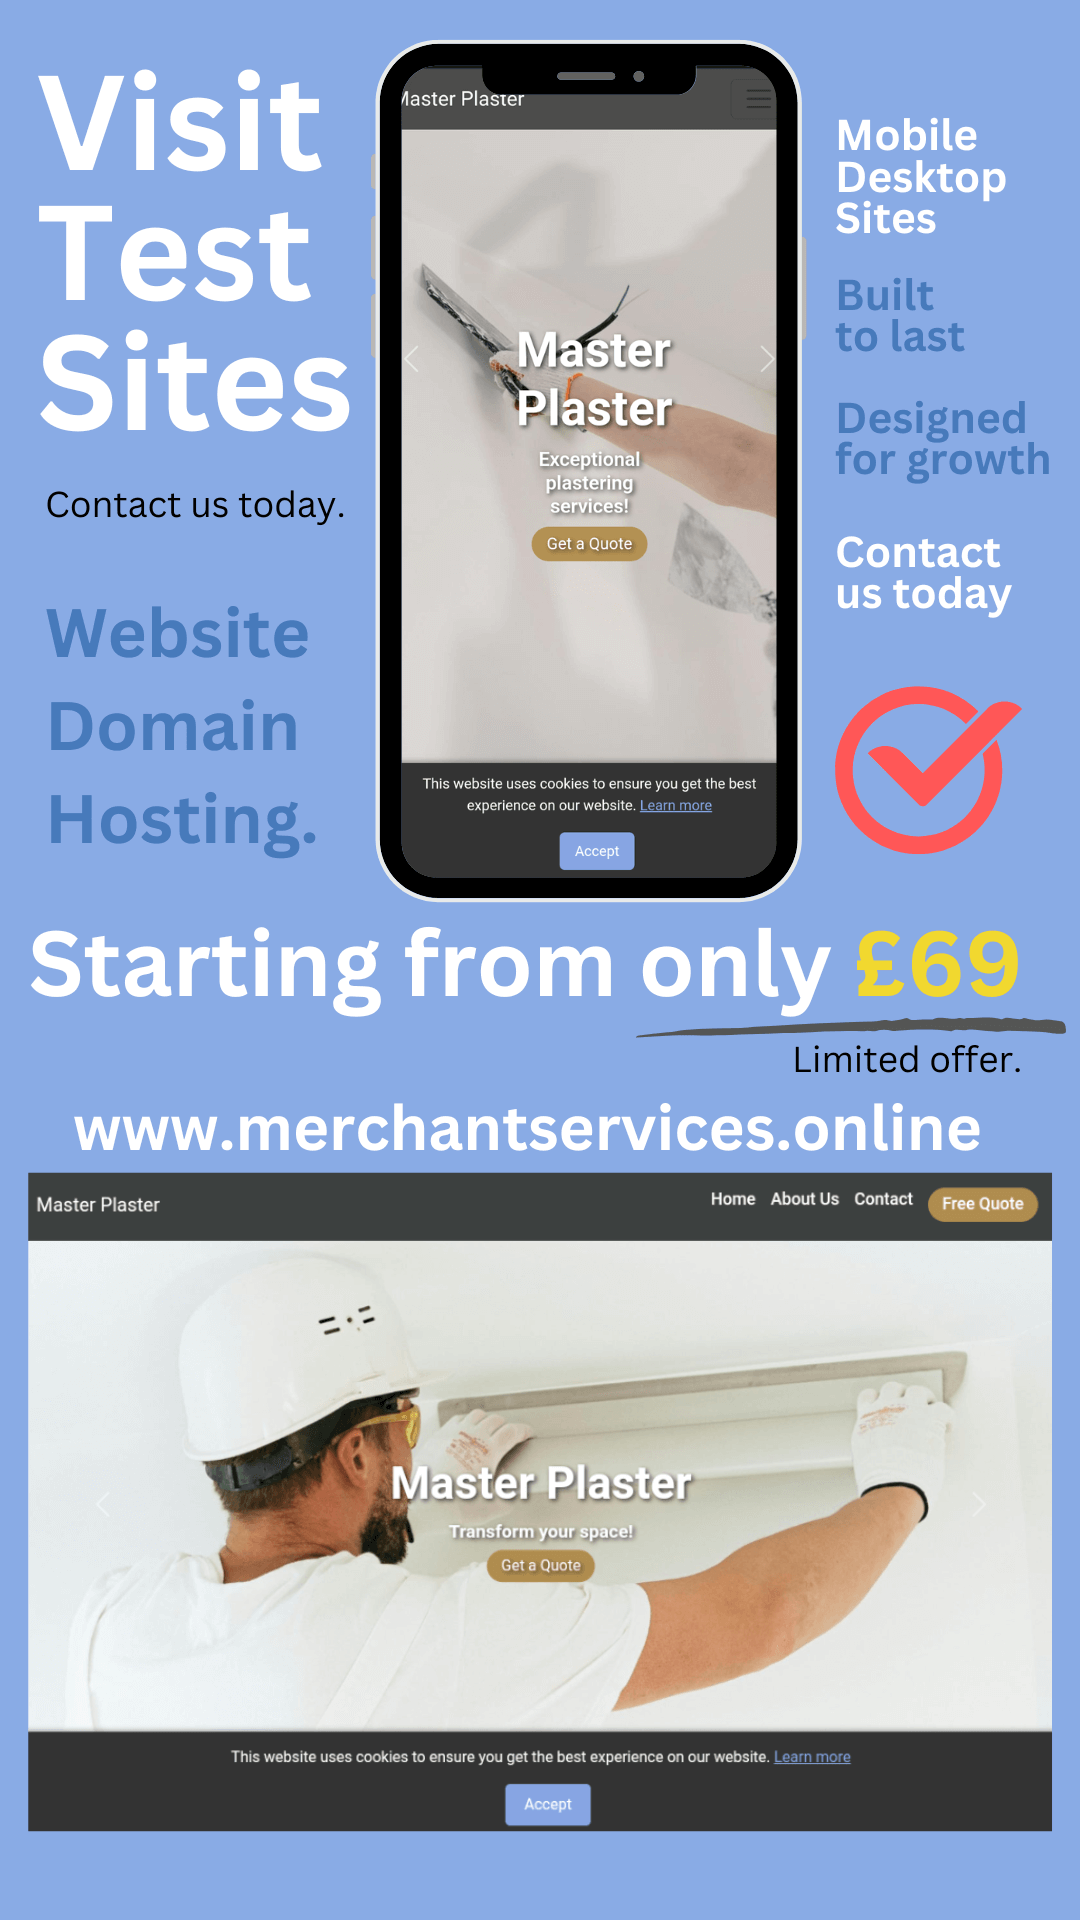 Visit
Test
Sites
Contact us today.
Website
Domain
Hosting.
Master Plaster
Master
Plaster
Exceptional
plastering
services!
Get a Quote
This website uses cookies to ensure you get the best
experience on our website. Learn more
Accept
Mobile
Desktop
Sites
Built
to last
Designed
for growth
Contact
us today
Starting from only £69
Limited offer.
www.merchantservices.online
Master Plaster
Home About Us Contact Free Quote
Master Plaster
Transform your space!
Get a Quote
This website uses cookies to ensure you get the best experience on our website. Learn more
Accept